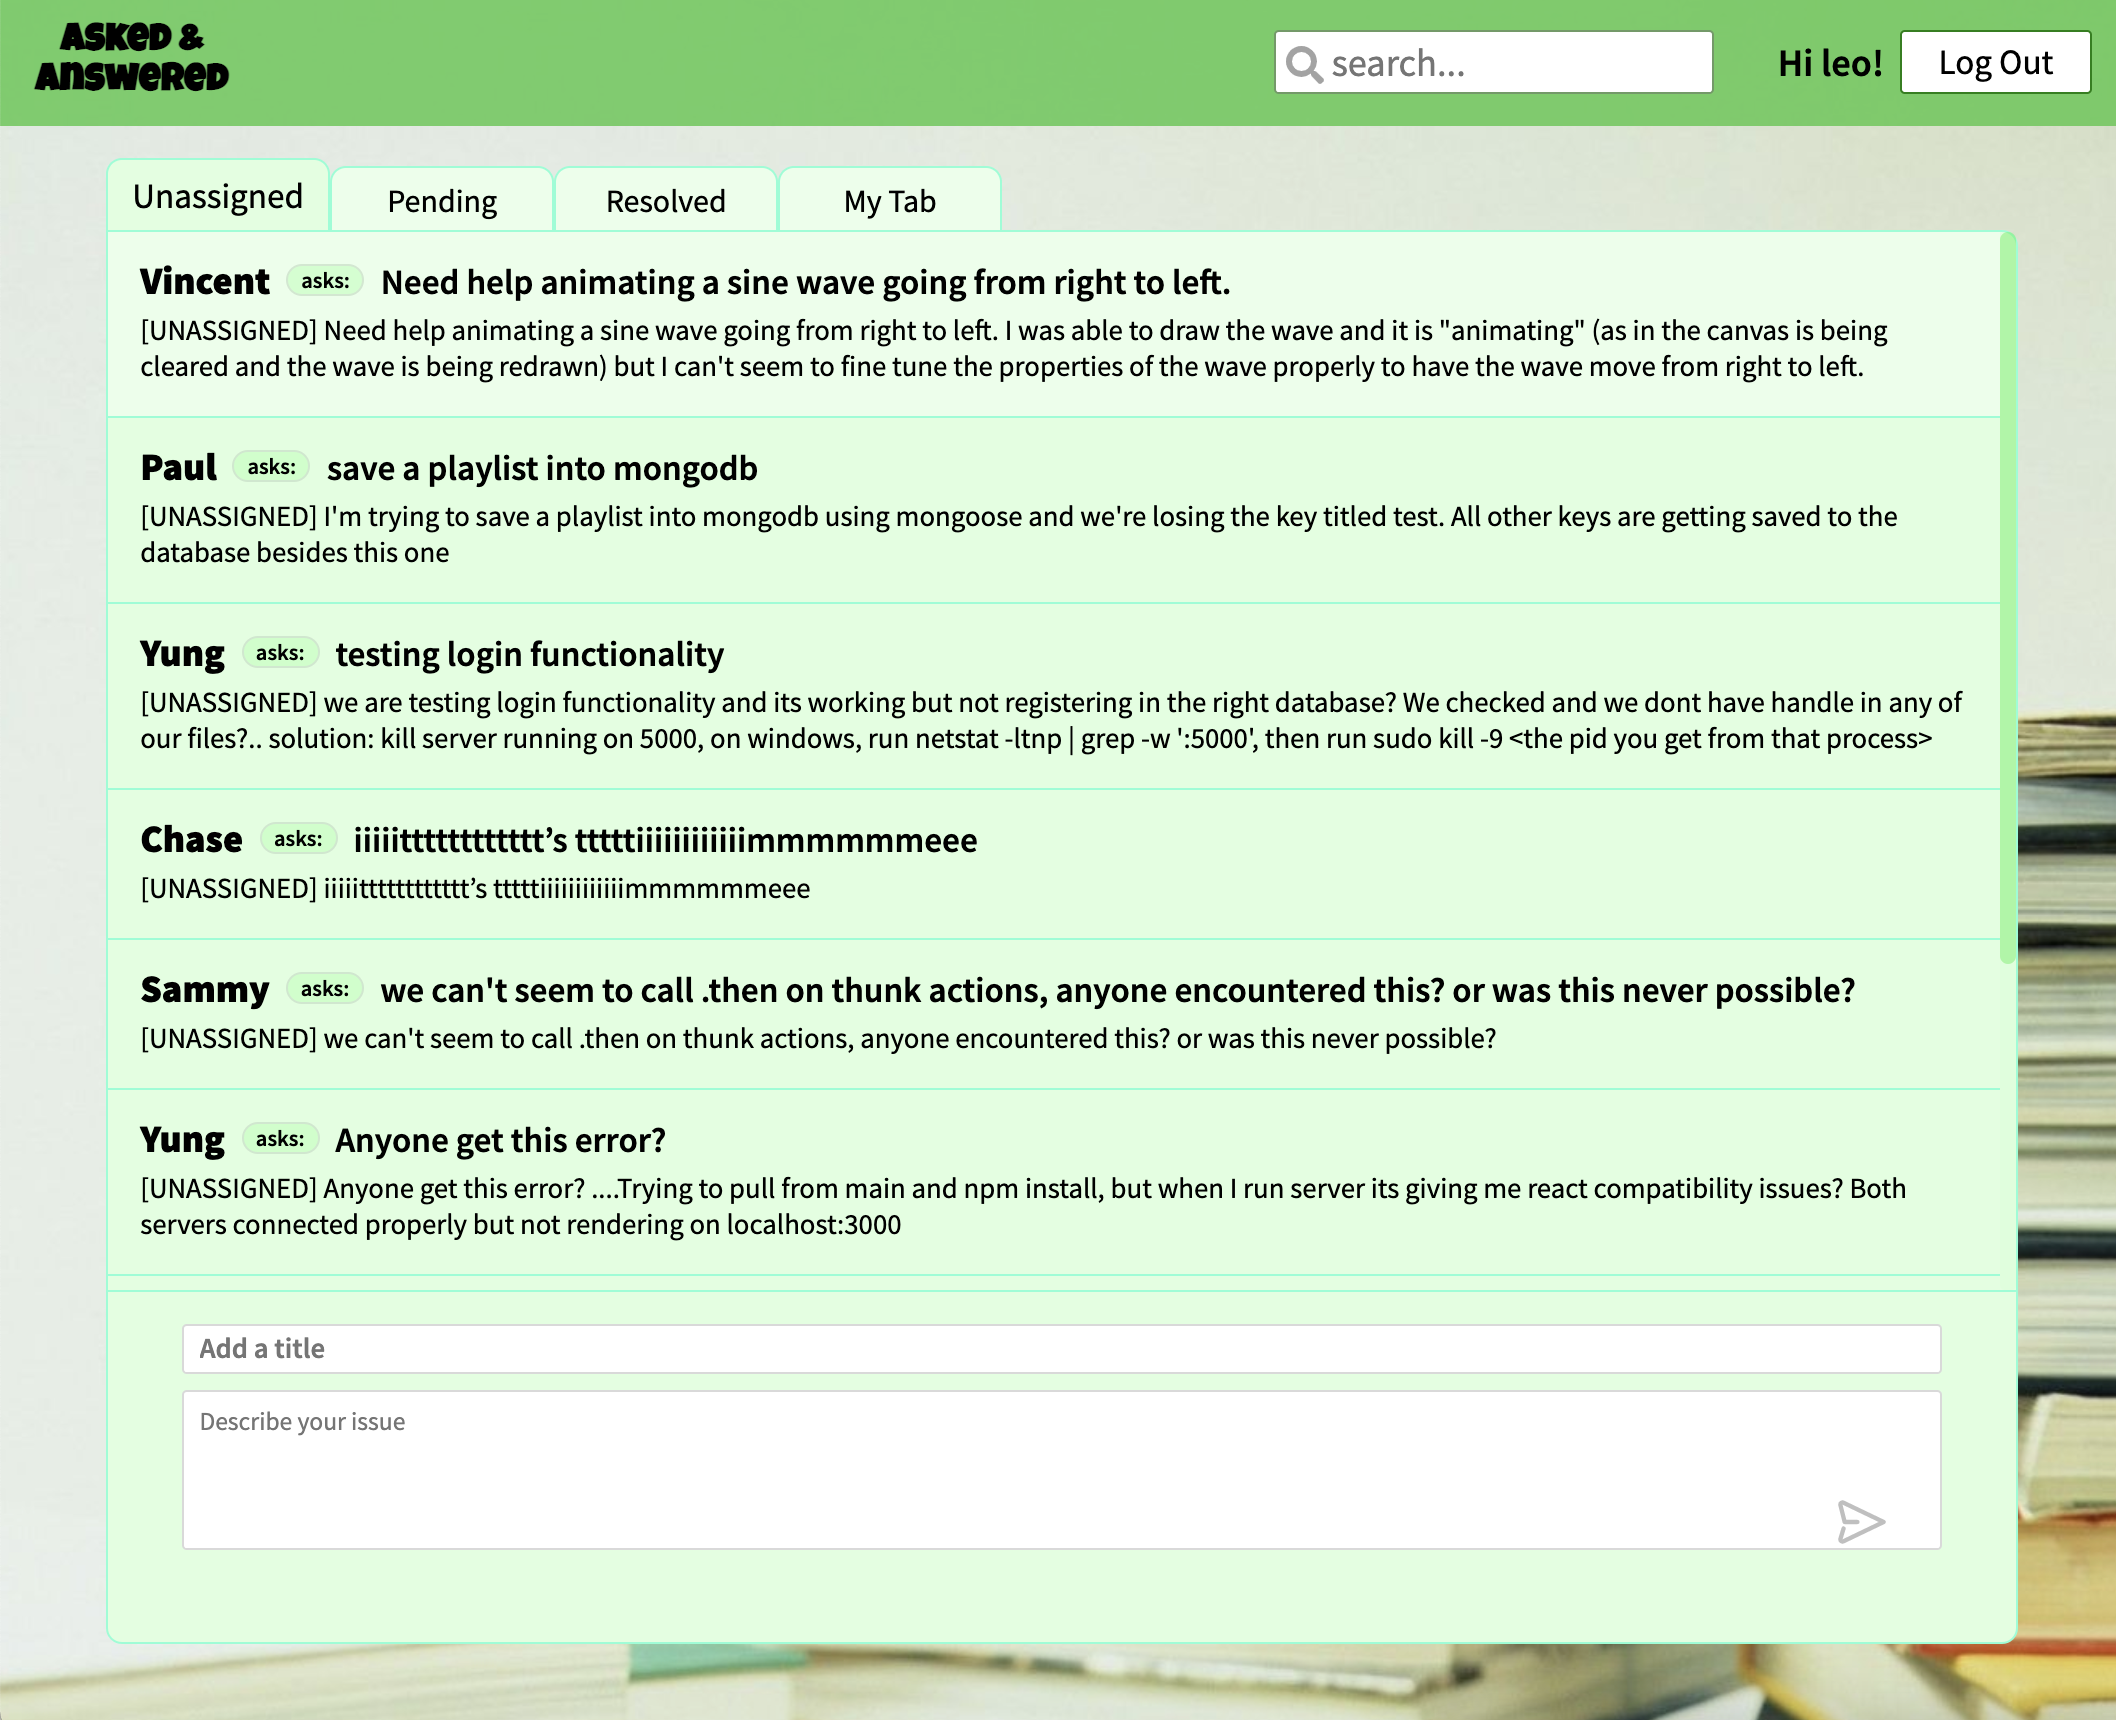 ASKED &
ANSWERED
search...
Hi leo!
Log Out
Unassigned
Pending
Resolved
My Tab
Vincent asks: Need help animating a sine wave going from right to left.
[UNASSIGNED] Need help animating a sine wave going from right to left. I was able to draw the wave and it is "animating" (as in the canvas is being
cleared and the wave is being redrawn) but I can't seem to fine tune the properties of the wave properly to have the wave move from right to left.
Paul asks: save a playlist into mongodb
[UNASSIGNED] I'm trying to save a playlist into mongodb using mongoose and we're losing the key titled test. All other keys are getting saved to the
database besides this one
Yung asks: testing login functionality
[UNASSIGNED] we are testing login functionality and its working but not registering in the right database? We checked and we dont have handle in any of
our files?.. solution: kill server running on 5000, on windows, run netstat -ltnp | grep -w ':5000', then run sudo kill -9 <the pid you get from that process>
Chase asks: iiiiitttttttttttt’s tttttiiiiiiiiiiiimmmmmmeee
[UNASSIGNED] iiiiitttttttttttt’s tttttiiiiiiiiiiiimmmmmmeee
Sammy asks: we can't seem to call .then on thunk actions, anyone encountered this? or was this never possible?
[UNASSIGNED] we can't seem to call .then on thunk actions, anyone encountered this? or was this never possible?
Yung asks: Anyone get this error?
[UNASSIGNED] Anyone get this error? ....Trying to pull from main and npm install, but when I run server its giving me react compatibility issues? Both
servers connected properly but not rendering on localhost:3000
Add a title
Describe your issue